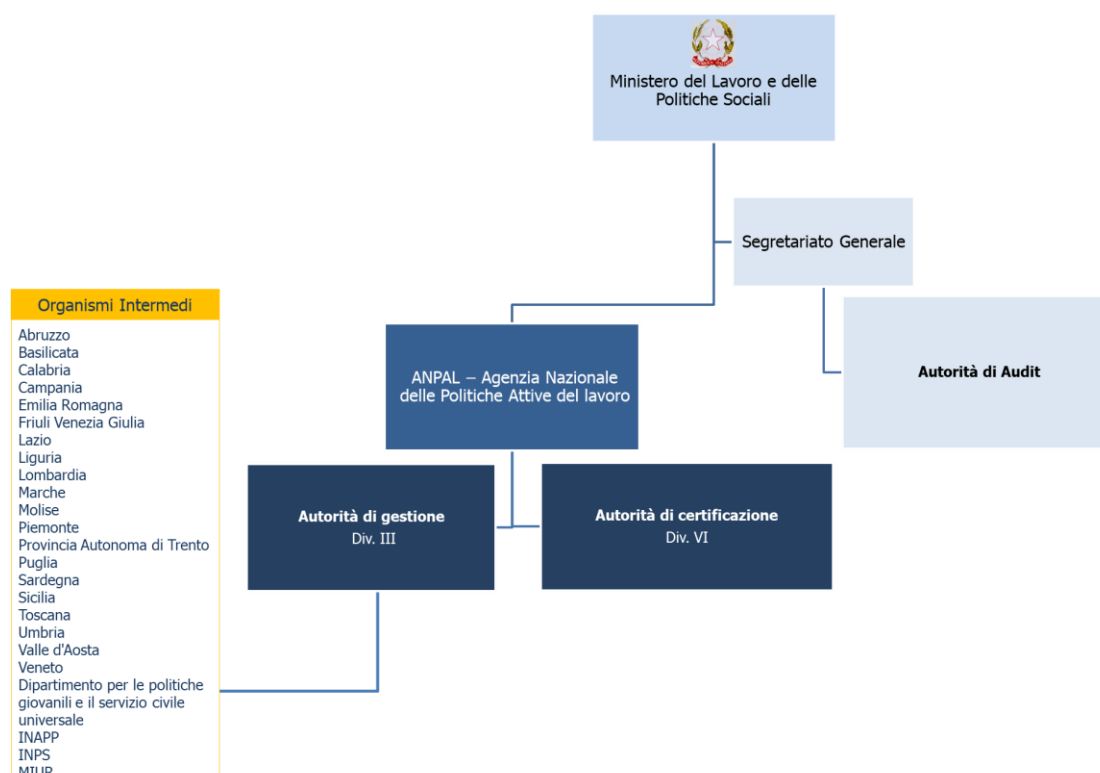 Ministero del Lavoro e delle
Politiche Sociali
Segretariato Generale
Organismi Intermedi
Abruzzo
Basilicata
Calabria
Campania
Emilia Romagna
Friuli Venezia Giulia
Lazio
Liguria
Lombardia
Marche
Molise
Piemonte
Provincia Autonoma di Trento
Puglia
Sardegna
Sicilia
Toscana
Umbria
Valle d'Aosta
Veneto
Dipartimento per le politiche
giovanili e il servizio civile
universale
INAPP
INPS
MIUR
ANPAL – Agenzia Nazionale
delle Politiche Attive del lavoro
Autorità di Audit
Autorità di gestione
Div. III
Autorità di certificazione
Div. VI